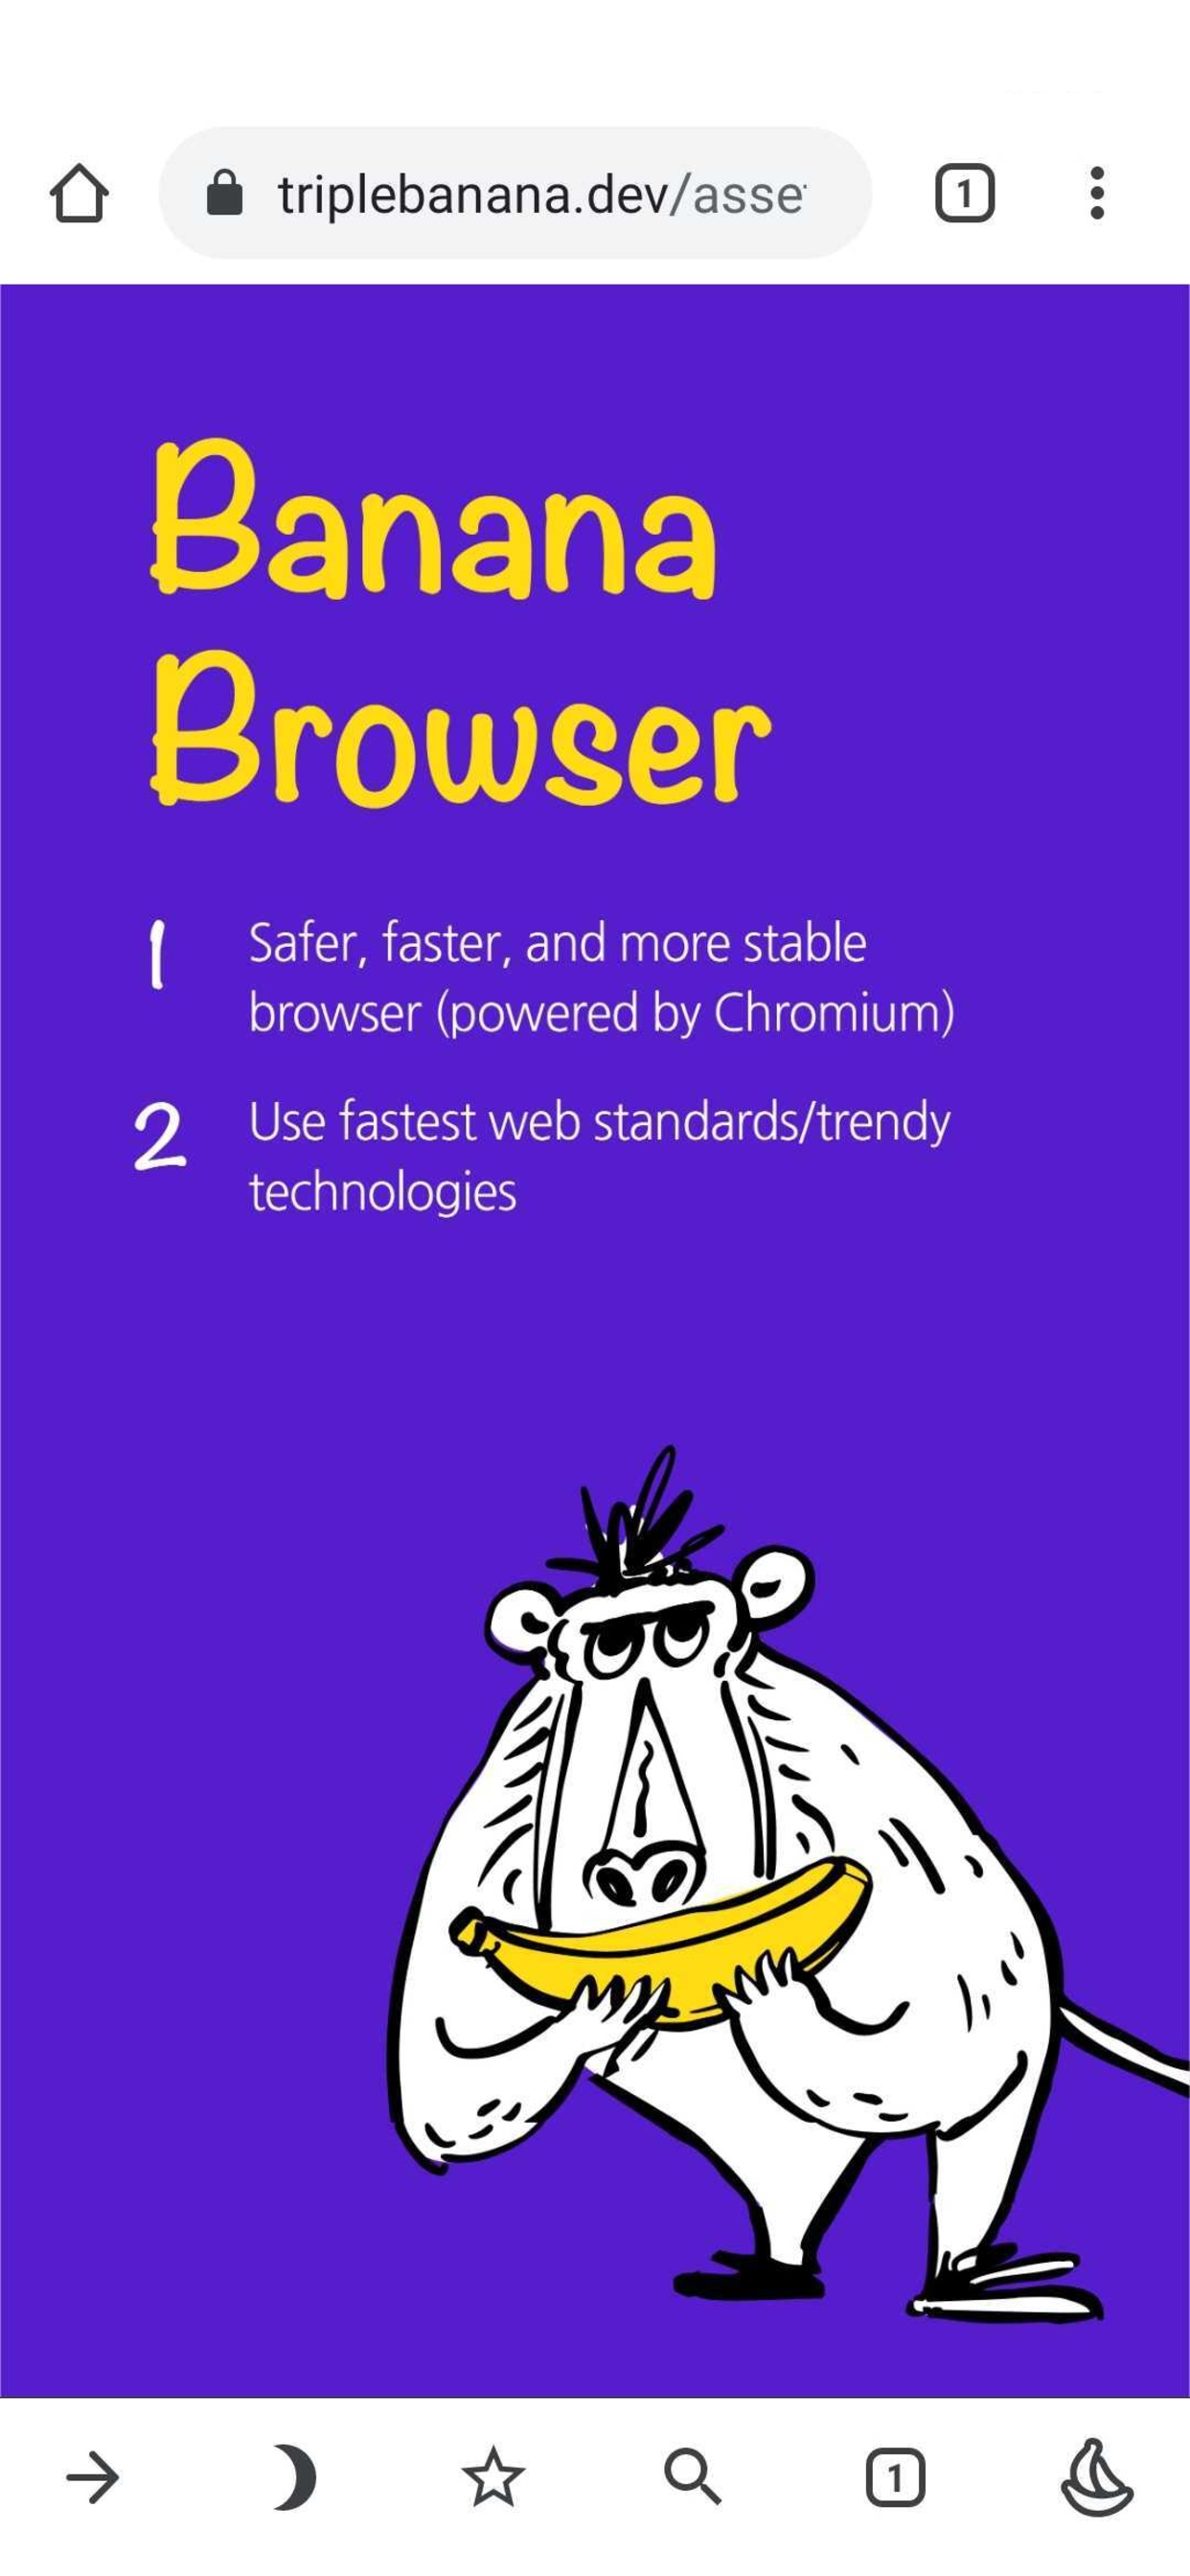 triplebanana.dev/asse
1
Banana
Browser
1 Safer, faster, and more stable
browser (powered by Chromium)
2 Use fastest web standards/trendy
technologies
1